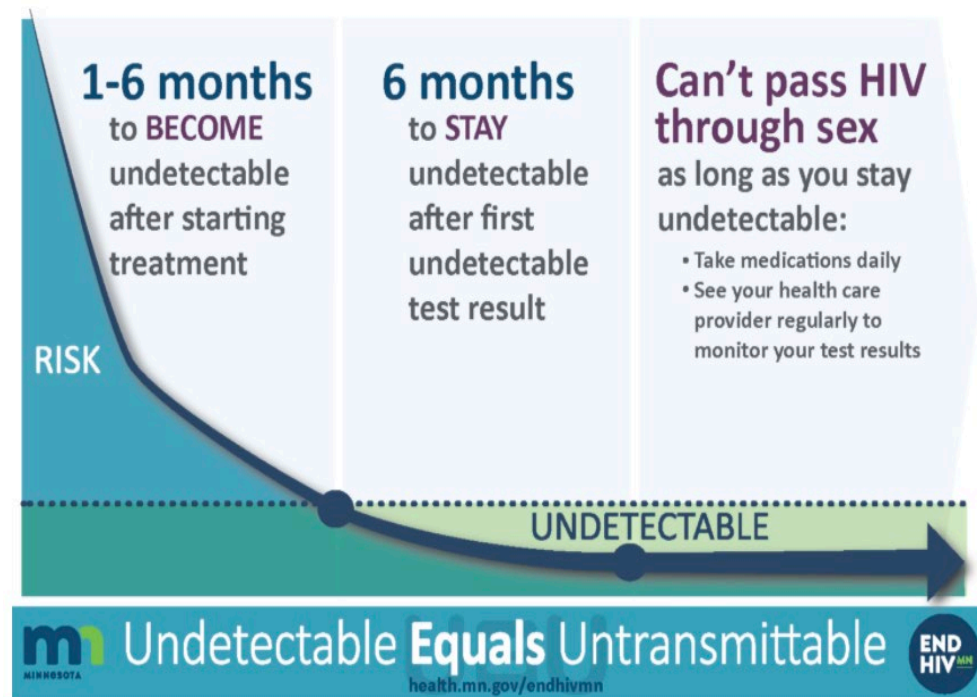 1-6 months
to BECOME
undetectable
after starting
treatment
6 months
to STAY
undetectable
after first
undetectable
test result
Can’t pass HIV
through sex
as long as you stay
undetectable:
• Take medications daily
• See your health care
provider regularly to
monitor your test results
RISK
UNDETECTABLE
mn
MINNESOTA
Undetectable Equals Untransmittable
health.mn.gov/endhivmn
END
HIV MN